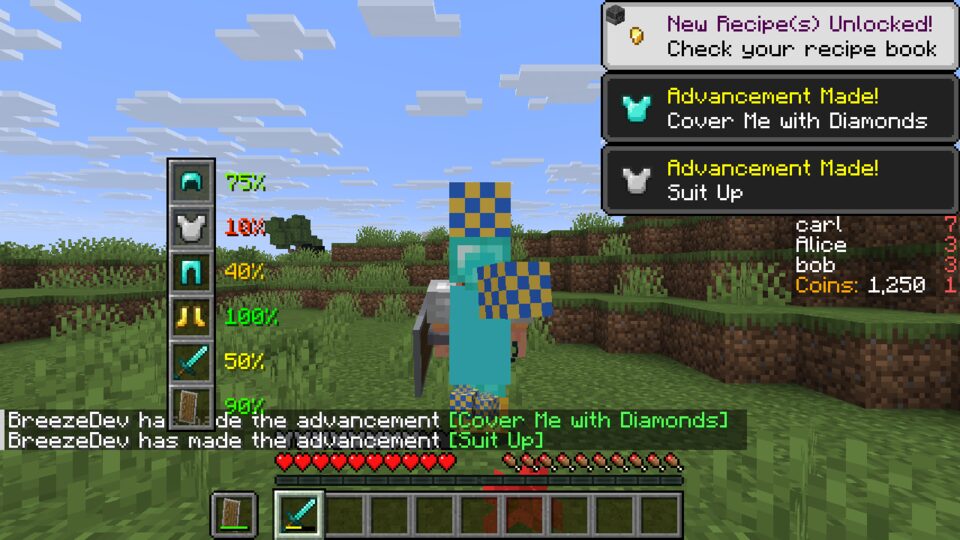 New Recipe(s) Unlocked!
Check your recipe book
Advancement Made!
Cover Me with Diamonds
Advancement Made!
Suit Up
75%
10%
40%
100%
50%
90%
carl 7
Alice 3
bob 3
Coins: 1,250 1
BreezeDev has made the advancement [Cover Me with Diamonds]
BreezeDev has made the advancement [Suit Up]